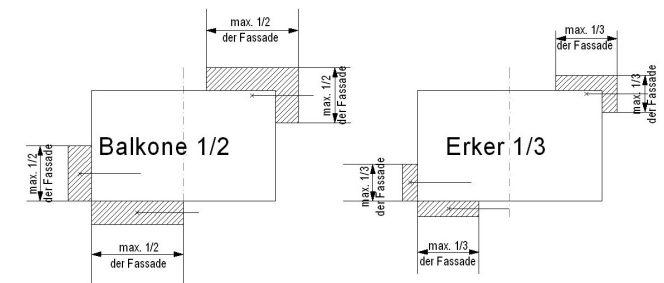 max. 1/2
der Fassade
max. 1/2
der Fassade
Balkone 1/2
max. 1/2
der Fassade
max. 1/2
der Fassade
max. 1/3
der Fassade
max. 1/3
der Fassade
Erker 1/3
max. 1/3
der Fassade
max. 1/3
der Fassade